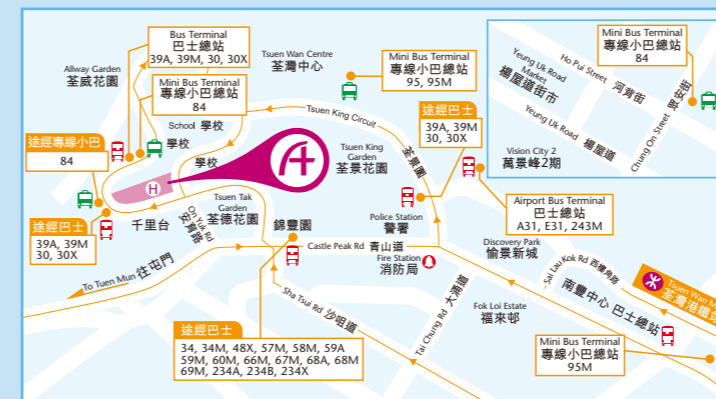 Bus Terminal
巴士總站
39A, 39M, 30, 30X
Allway Garden
荃威花園
Mini Bus Terminal
專線小巴總站
84
School 學校
學校
途經專線小巴
84
H
途經巴士
39A, 39M
30, 30X
千里台
On Yuk Rd
安育路
Tsuen Tak
Garden
荃德花園
Tsuen Wan Centre
荃灣中心
Mini Bus Terminal
專線小巴總站
95, 95M
Tsuen King Circuit
荃景圍
Tsuen King
Garden
荃景花園
途經巴士
39A, 39M
30, 30X
Police Station
警署
錦豐園
Castle Peak Rd 青山道
Fire Station
消防局
To Tuen Mun 往屯門
Sha Tsui Rd 沙咀道
Tai Chung Rd 大涌道
途經巴士
34, 34M, 48X, 57M, 58M, 59A
59M, 60M, 66M, 67M, 68A, 68M
69M, 234A, 234B, 234X
Yeung Uk Road
Market
楊屋道街市
Ho Pui Street 河背街
Mini Bus Terminal
專線小巴總站
84
Yeung Uk Road 楊屋道
Chung On Street 眾安街
Vision City 2
萬景峰2期
Airport Bus Terminal
巴士總站
A31, E31, 243M
Discovery Park
愉景新城
Sai Lau Kok Rd 西樓角路
Tsuen Wan
荃灣港鐵站
南豐中心 巴士總站
Fok Loi Estate
福來邨
Mini Bus Terminal
專線小巴總站
95M